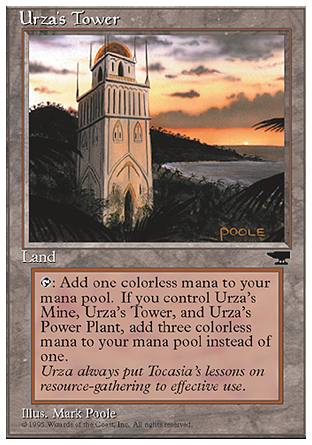 Urza's Tower
POOLE
Land
: Add one colorless mana to your
mana pool. If you control Urza's
Mine, Urza's Tower, and Urza's
Power Plant, add three colorless
mana to your mana pool instead of
one.
Urza always put Tocasia's lessons on
resource-gathering to effective use.
Illus. Mark Poole
© 1995 Wizards of the Coast, Inc. All rights reserved.